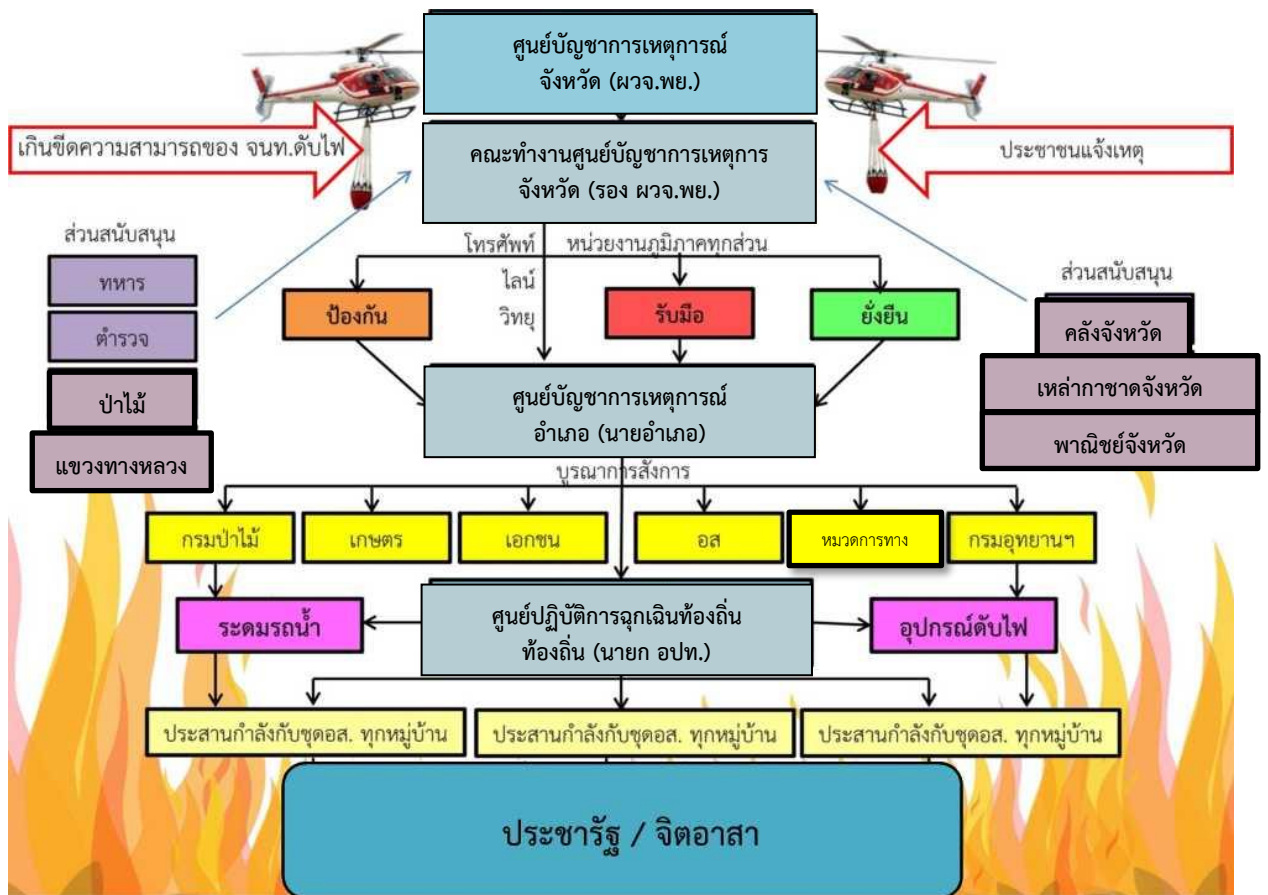 ศูนย์บัญชาการเหตุการณ์
จังหวัด (ผวจ.พย.)
เกินขีดความสามารถของ จนท.ดับไฟ
ประชาชนแจ้งเหตุ
คณะทำงานศูนย์บัญชาการเหตุการ
จังหวัด (รอง ผวจ.พย.)
ส่วนสนับสนุน
ทหาร
ตำรวจ
ป่าไม้
แขวงทางหลวง
โทรศัพท์
ไลน์
วิทยุ
หน่วยงานภูมิภาคทุกส่วน
ส่วนสนับสนุน
คลังจังหวัด
เหล่ากาชาดจังหวัด
พาณิชย์จังหวัด
ป้องกัน
รับมือ
ยั่งยืน
ศูนย์บัญชาการเหตุการณ์
อำเภอ (นายอำเภอ)
บูรณาการสั่งการ
กรมป่าไม้
เกษตร
เอกชน
อส
หมวดการทาง
กรมอุทยานฯ
ระดมรถน้ำ
ศูนย์ปฏิบัติการฉุกเฉินท้องถิ่น
ท้องถิ่น (นายก อปท.)
อุปกรณ์ดับไฟ
ประสานกำลังกับชุดอส. ทุกหมู่บ้าน
ประสานกำลังกับชุดอส. ทุกหมู่บ้าน
ประสานกำลังกับชุดอส. ทุกหมู่บ้าน
ประชารัฐ / จิตอาสา